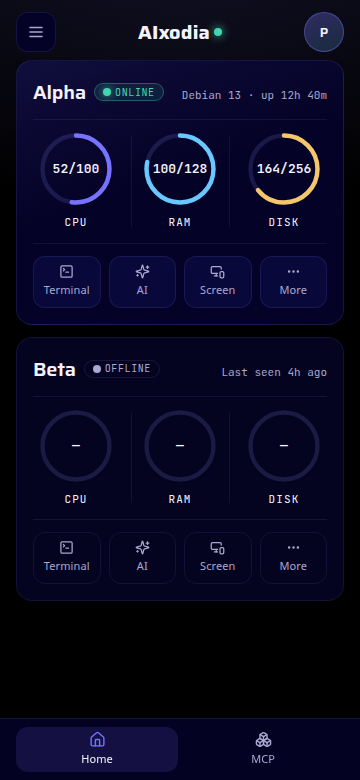 AIxodia
P
Alpha
ONLINE
Debian 13 · up 12h 40m
52/100
100/128
164/256
CPU
RAM
DISK
Terminal
AI
Screen
More
Beta
OFFLINE
Last seen 4h ago
–
–
–
CPU
RAM
DISK
Terminal
AI
Screen
More
Home
MCP